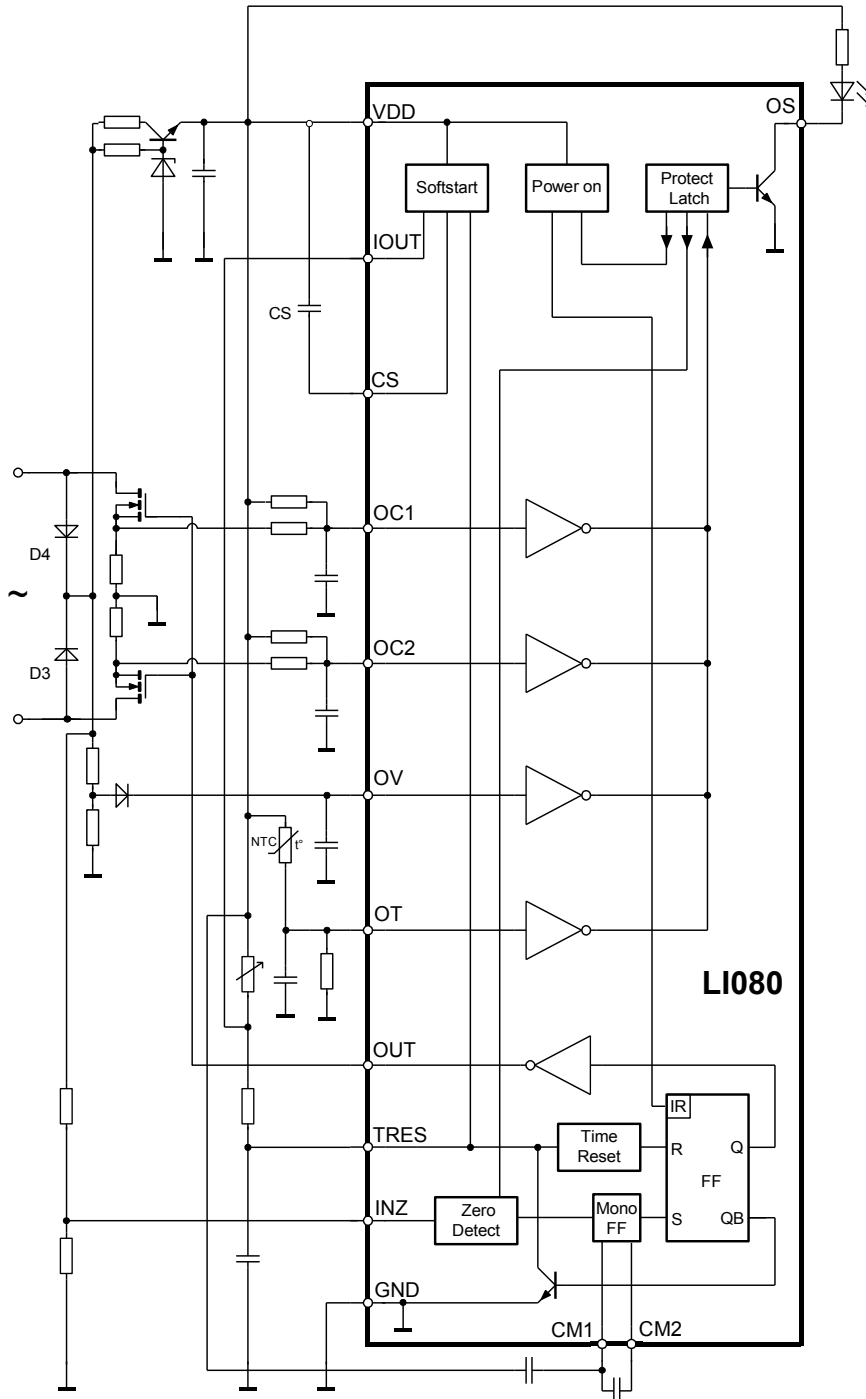 VDD
OS
Softstart
Power on
Protect
Latch
IOUT
CS
CS
OC1
D4
~
OC2
D3
OV
NTC
t°
OT
LI080
OUT
IR
TRES
Time
Reset
R
Q
FF
INZ
Zero
Detect
Mono
FF
S
QB
GND
CM1
CM2